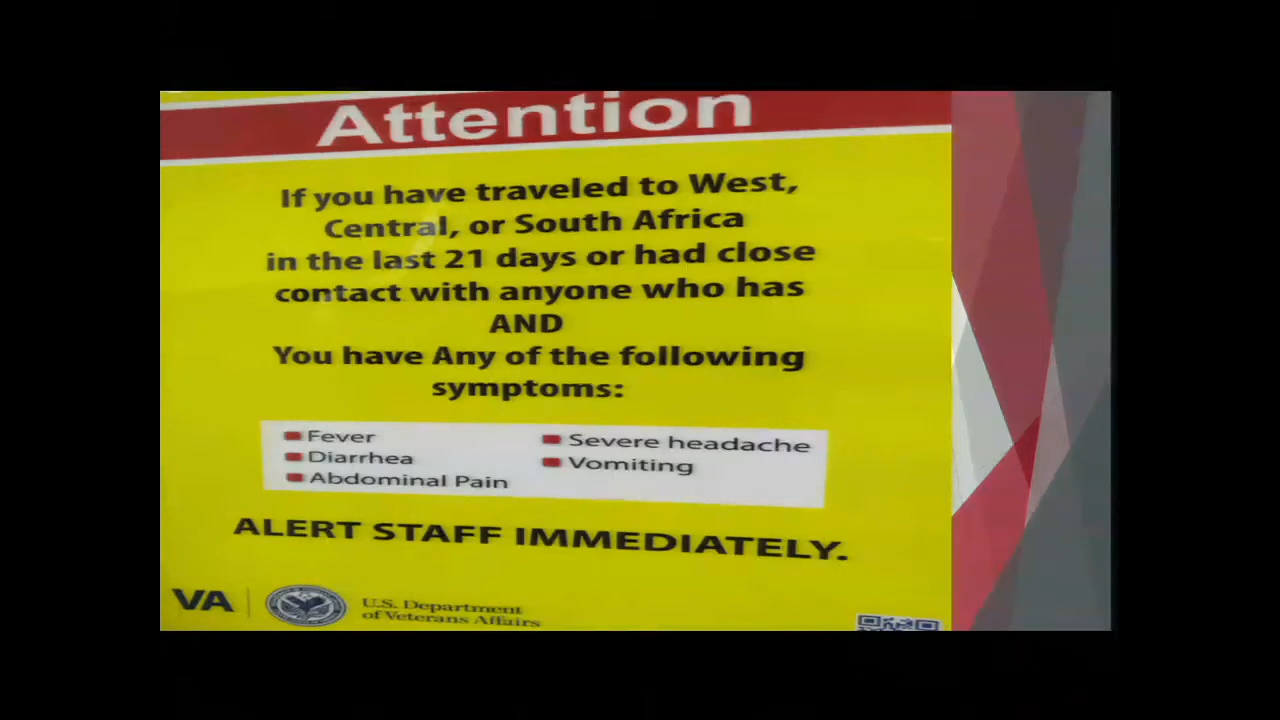 Attention
If you have traveled to West,
Central, or South Africa
in the last 21 days or had close
contact with anyone who has
AND
You have Any of the following
symptoms:
Fever
Diarrhea
Abdominal Pain
Severe headache
Vomiting
ALERT STAFF IMMEDIATELY.
VA
U.S. Department
of Veterans Affairs